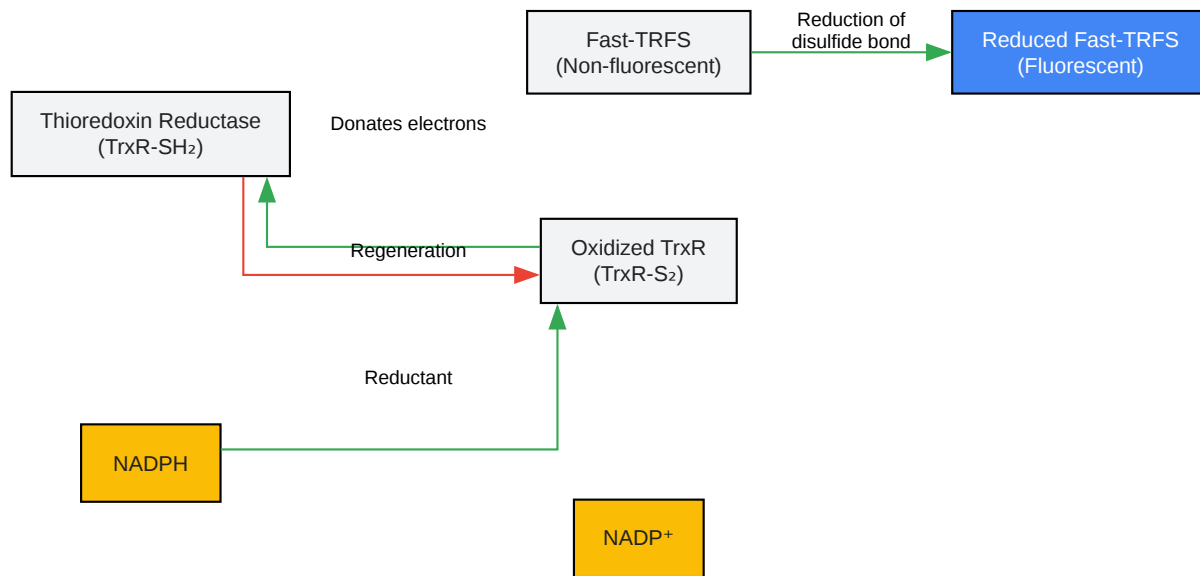 Fast-TRFS
(Non-fluorescent)
Reduction of
disulfide bond
Reduced Fast-TRFS
(Fluorescent)
Thioredoxin Reductase
(TrxR-SH₂)
Donates electrons
Regeneration
Oxidized TrxR
(TrxR-S₂)
Reductant
NADPH
NADP⁺